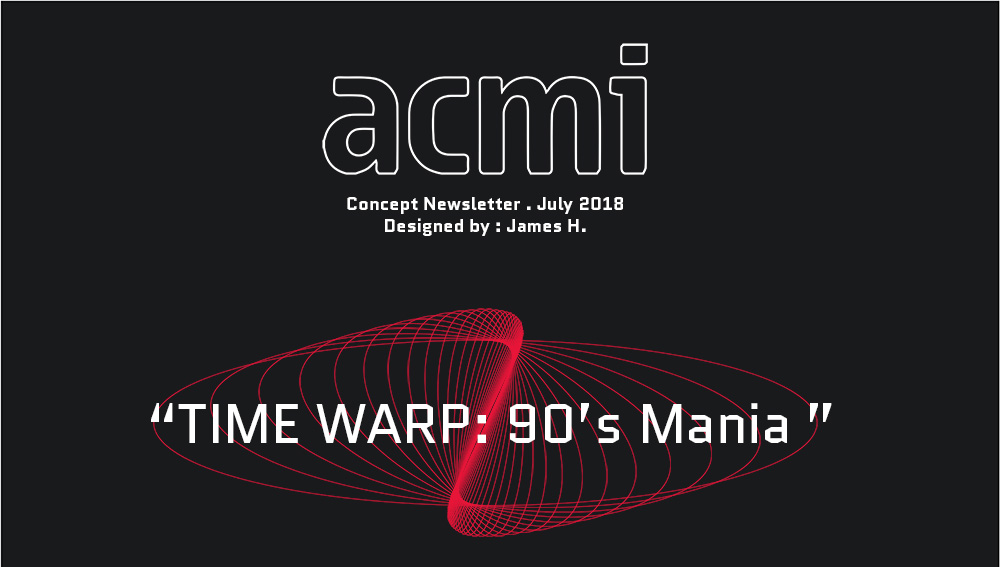 acmi
Concept Newsletter . July 2018
Designed by : James H.
“TIME WARP: 90’s Mania ”